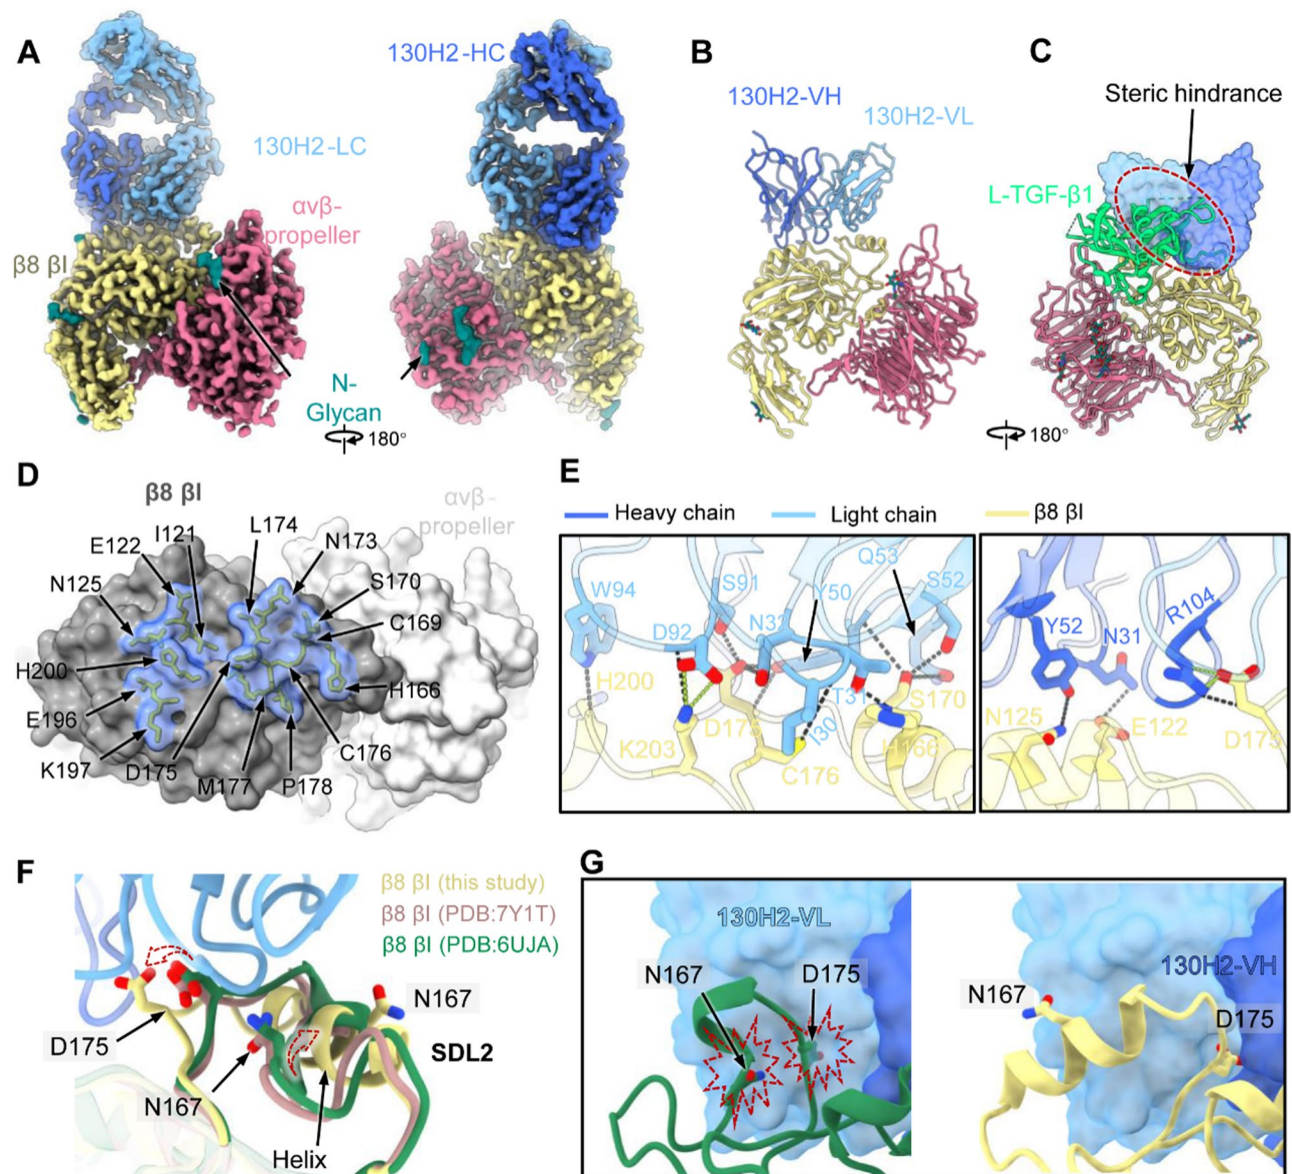 A
130H2-HC
130H2-LC
αvβ-
propeller
β8 βI
N-
Glycan
180°
B
130H2-VH
130H2-VL
C
Steric hindrance
L-TGF-β1
180°
D
β8 βI
αvβ-
propeller
I121
L174
E122
N173
N125
S170
C169
H200
H166
E196
C176
K197
D175
M177
P178
E
Heavy chain
Light chain
β8 βI
Q53
W94
S91
Y50
S52
D92
N32
H200
T31
S170
K203
D175
I30
H166
C176
R104
Y52
N31
N125
E122
D175
F
β8 βI (this study)
β8 βI (PDB:7Y1T)
β8 βI (PDB:6UJA)
N167
D175
SDL2
N167
Helix
G
130H2-VL
N167
D175
130H2-VH
N167
D175